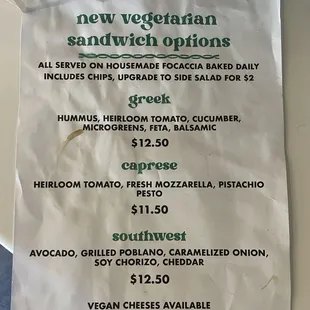 new vegetarian
sandwich options
ALL SERVED ON HOUSEMADE FOCACCIA BAKED DAILY
INCLUDES CHIPS, UPGRADE TO SIDE SALAD FOR $2
greek
HUMMUS, HEIRLOOM TOMATO, CUCUMBER,
MICROGREENS, FETA, BALSAMIC
$12.50
caprese
HEIRLOOM TOMATO, FRESH MOZZARELLA, PISTACHIO
PESTO
$11.50
southwest
AVOCADO, GRILLED POBLANO, CARAMELIZED ONION,
SOY CHORIZO, CHEDDAR
$12.50
VEGAN CHEESES AVAILABLE